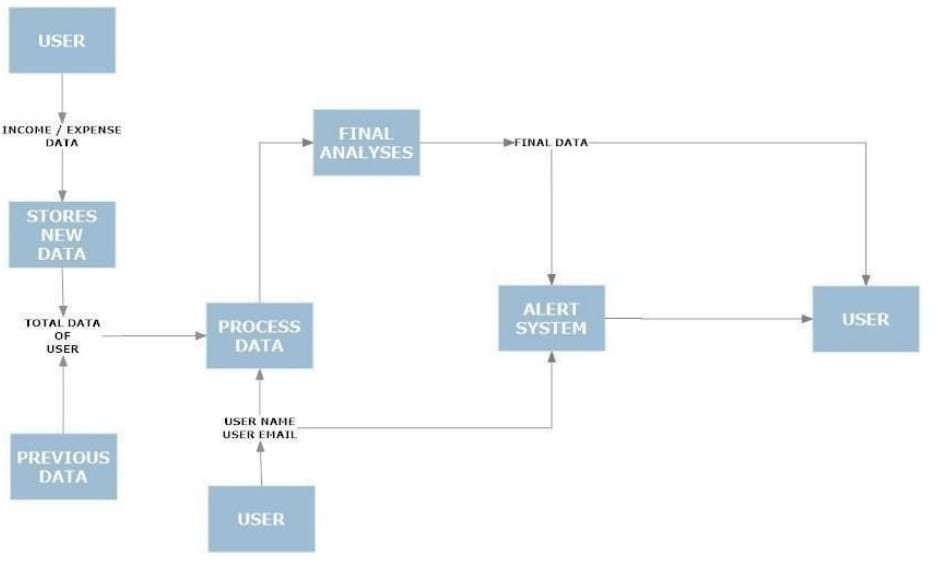 USER
INCOME / EXPENSE
DATA
STORES
NEW
DATA
TOTAL DATA
OF
USER
PREVIOUS
DATA
PROCESS
DATA
USER NAME
USER EMAIL
USER
FINAL
ANALYSES
FINAL DATA
ALERT
SYSTEM
USER